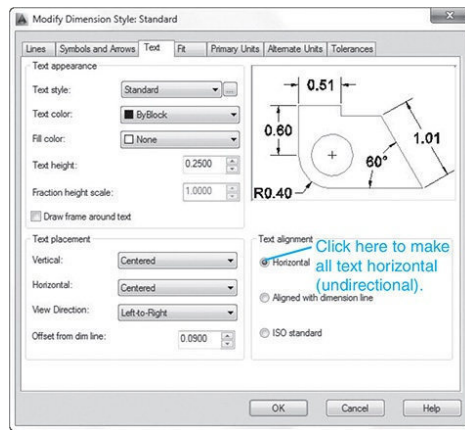 Modify Dimension Style: Standard
Lines Symbols and Arrows Text Fit Primary Units Alternate Units Tolerances
Text appearance
Text style: Standard ...
Text color: ByBlock
Fill color: None
Text height: 0.2500
Fraction height scale: 1.0000
Draw frame around text
0.51
0.60
1.01
60°
R0.40
Text placement
Vertical: Centered
Horizontal: Centered
View Direction: Left-to-Right
Offset from dim line: 0.0900
Text alignment
Click here to make
Horizontal all text horizontal
(undirectional).
Aligned with dimension line
ISO standard
OK Cancel Help